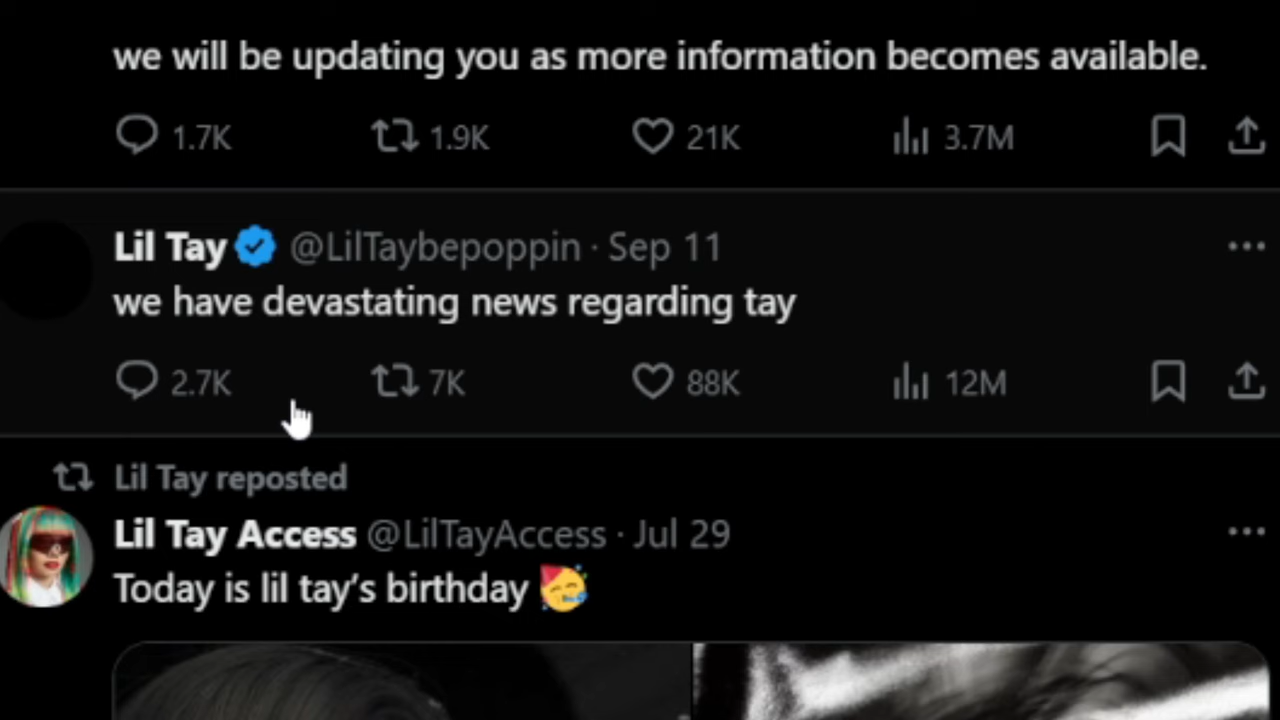 we will be updating you as more information becomes available.
1.7K 1.9K 21K 3.7M
Lil Tay @LilTaybepoppin · Sep 11
we have devastating news regarding tay
2.7K 7K 88K 12M
Lil Tay reposted
Lil Tay Access @LilTayAccess · Jul 29
Today is lil tay’s birthday 🥳